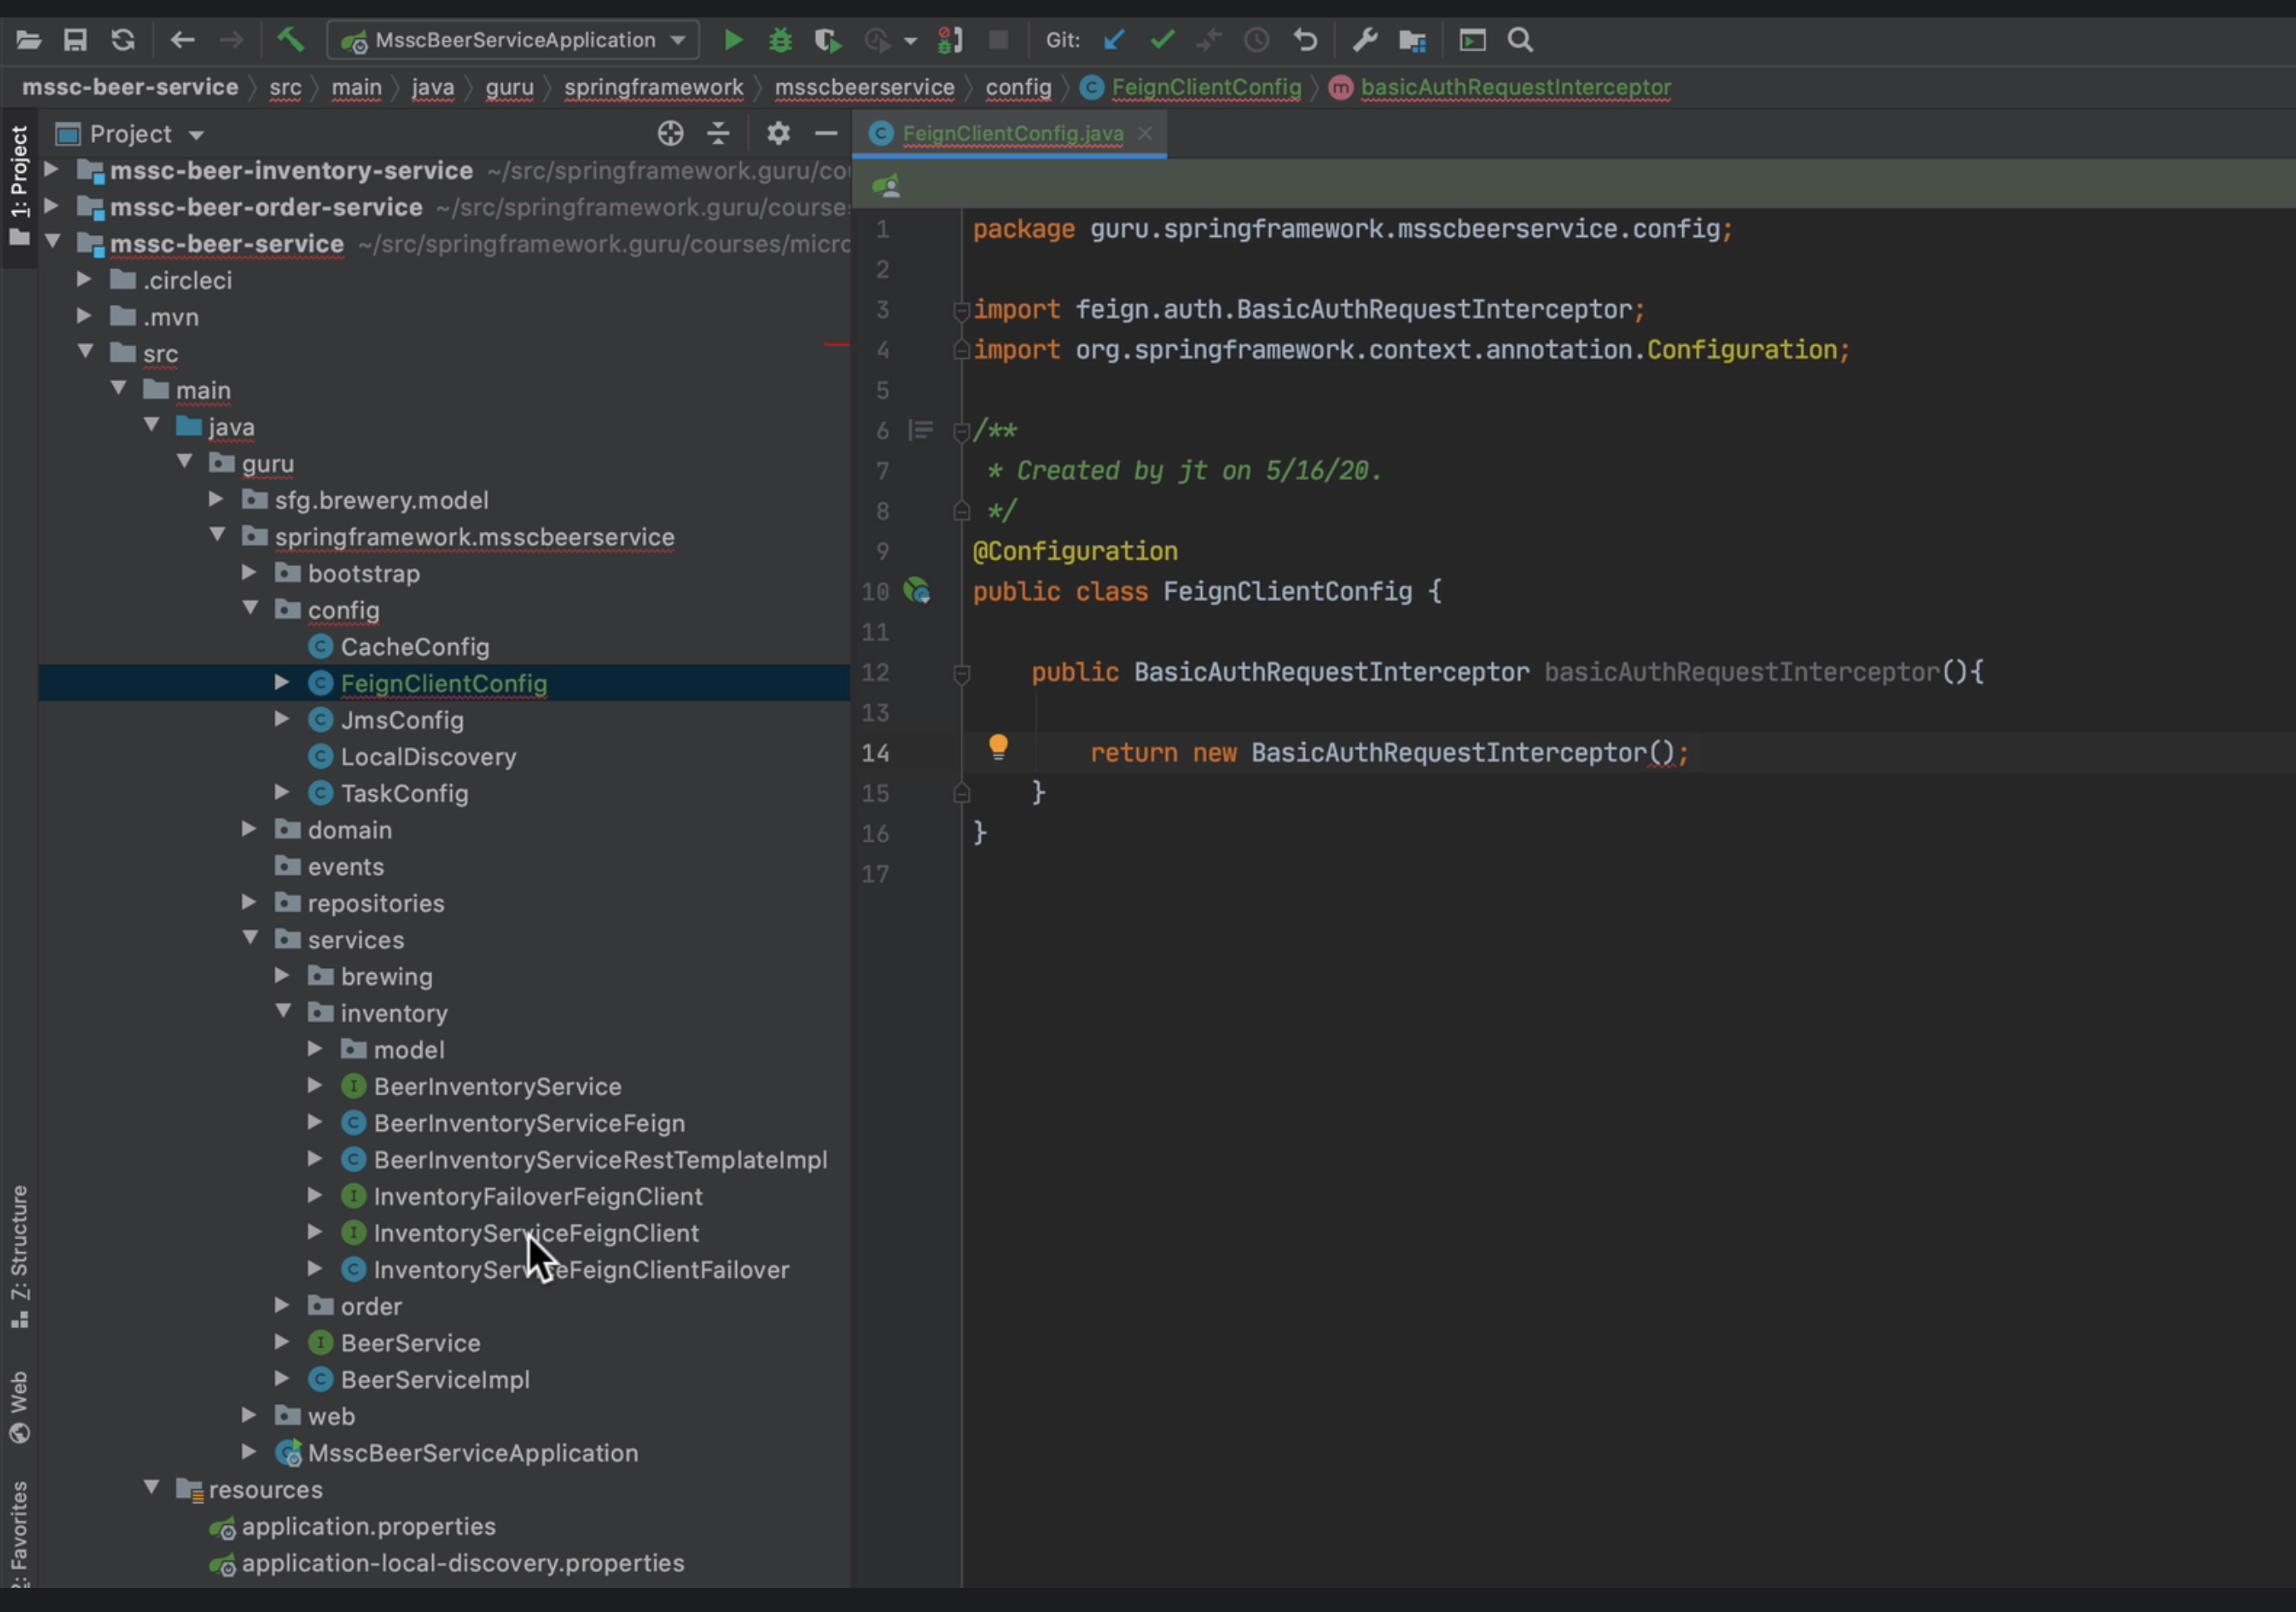 MsscBeerServiceApplication Git:
mssc-beer-service src main java guru springframework msscbeerservice config FeignClientConfig basicAuthRequestInterceptor
1: Project
Z: Structure
Web
Favorites
Project
mssc-beer-inventory-service ~/src/springframework.guru/co
mssc-beer-order-service ~/src/springframework.guru/course
mssc-beer-service ~/src/springframework.guru/courses/micro
.circleci
.mvn
src
main
java
guru
sfg.brewery.model
springframework.msscbeerservice
bootstrap
config
CacheConfig
FeignClientConfig
JmsConfig
LocalDiscovery
TaskConfig
domain
events
repositories
services
brewing
inventory
model
BeerInventoryService
BeerInventoryServiceFeign
BeerInventoryServiceRestTemplateImpl
InventoryFailoverFeignClient
InventoryServiceFeignClient
InventoryServiceFeignClientFailover
order
BeerService
BeerServiceImpl
web
MsscBeerServiceApplication
resources
application.properties
application-local-discovery.properties
FeignClientConfig.java
1 package guru.springframework.msscbeerservice.config;
2
3 import feign.auth.BasicAuthRequestInterceptor;
4 import org.springframework.context.annotation.Configuration;
5
6 /**
7 * Created by jt on 5/16/20.
8 */
9 @Configuration
10 public class FeignClientConfig {
11
12 public BasicAuthRequestInterceptor basicAuthRequestInterceptor(){
13
14 return new BasicAuthRequestInterceptor();
15 }
16 }
17